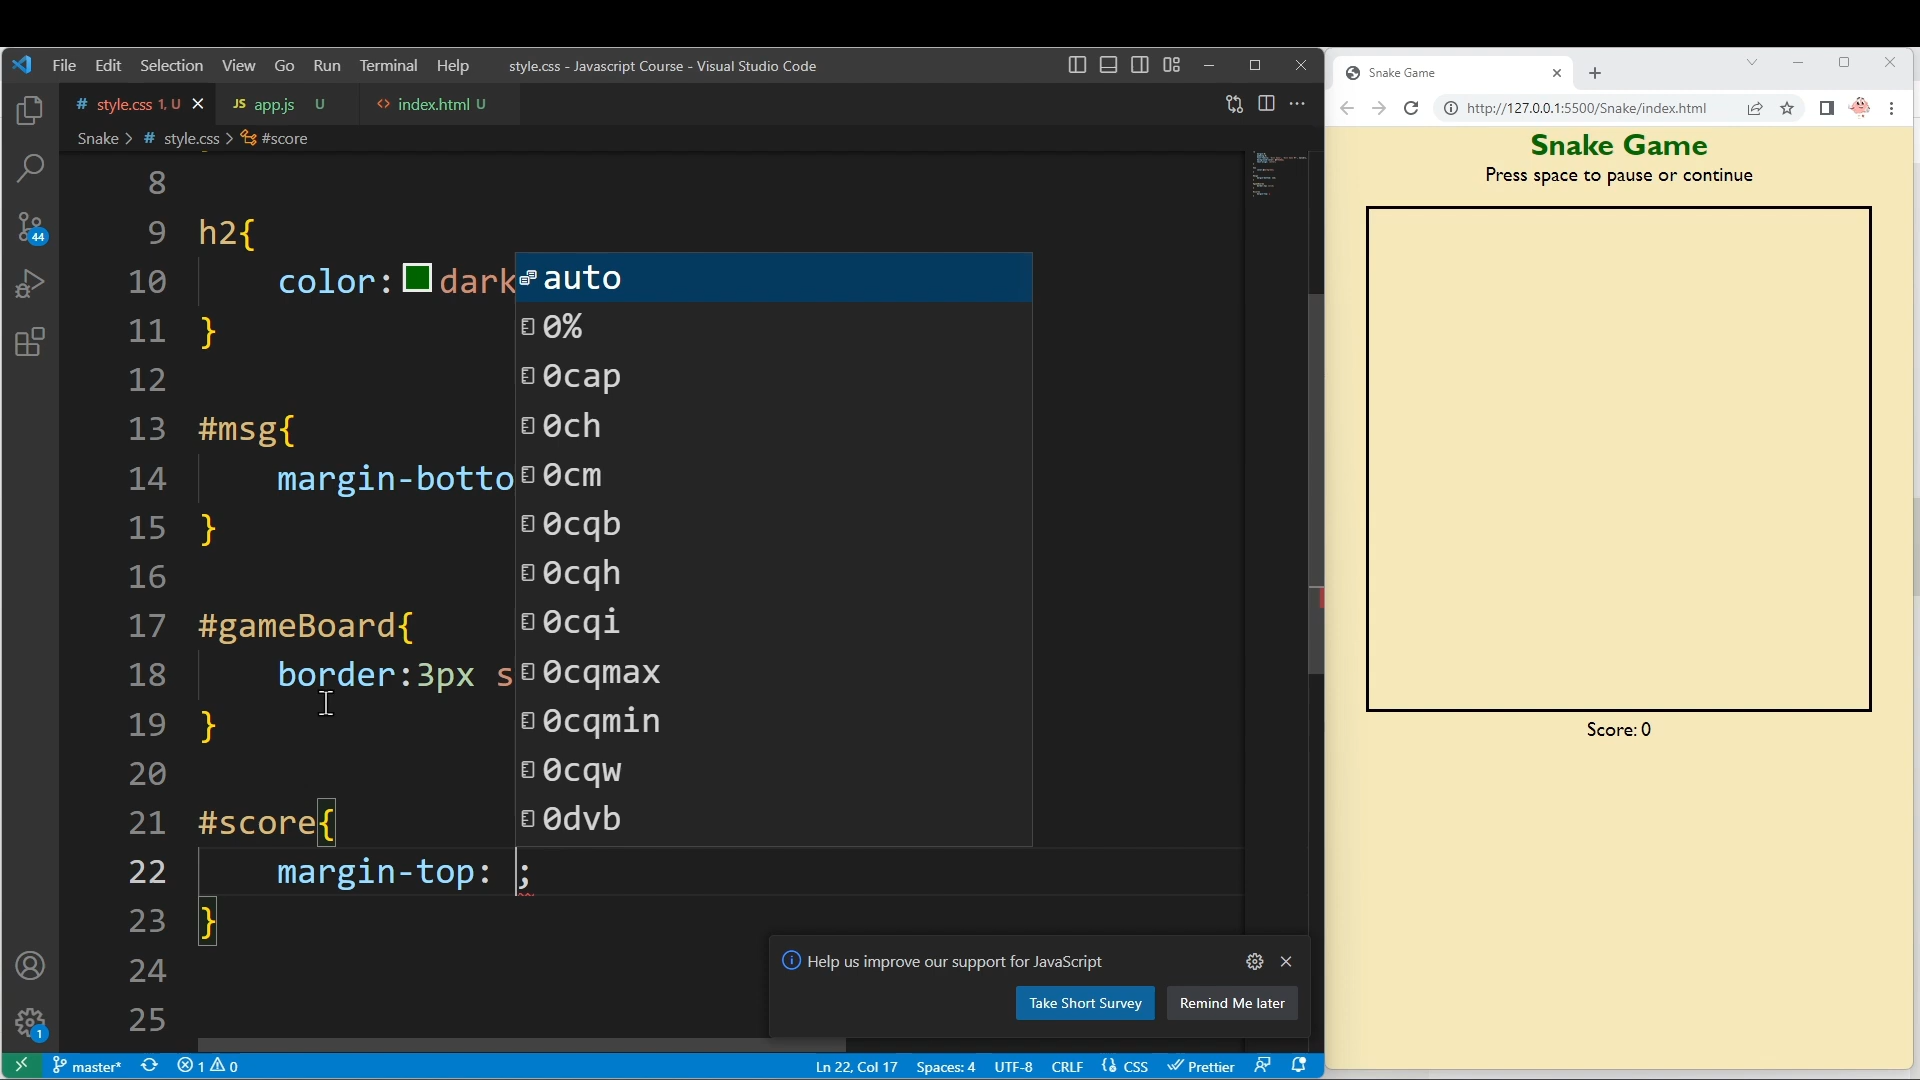 File Edit Selection View Go Run Terminal Help style.css - Javascript Course - Visual Studio Code
# style.css 1, U JS app.js U <> index.html U
Snake > # style.css > #score
8
9 h2{
10 color: dark
11 }
12
13 #msg{
14 margin-botto
15 }
16
17 #gameBoard{
18 border:3px s
19 }
20
21 #score{
22 margin-top: ;
23 }
24
25
auto
0%
0cap
0ch
0cm
0cqb
0cqh
0cqi
0cqmax
0cqmin
0cqw
0dvb
Help us improve our support for JavaScript
Take Short Survey Remind Me later
44
1
master* 1 0 Ln 22, Col 17 Spaces: 4 UTF-8 CRLF CSS Prettier
Snake Game
http://127.0.0.1:5500/Snake/index.html
Snake Game
Press space to pause or continue
Score: 0